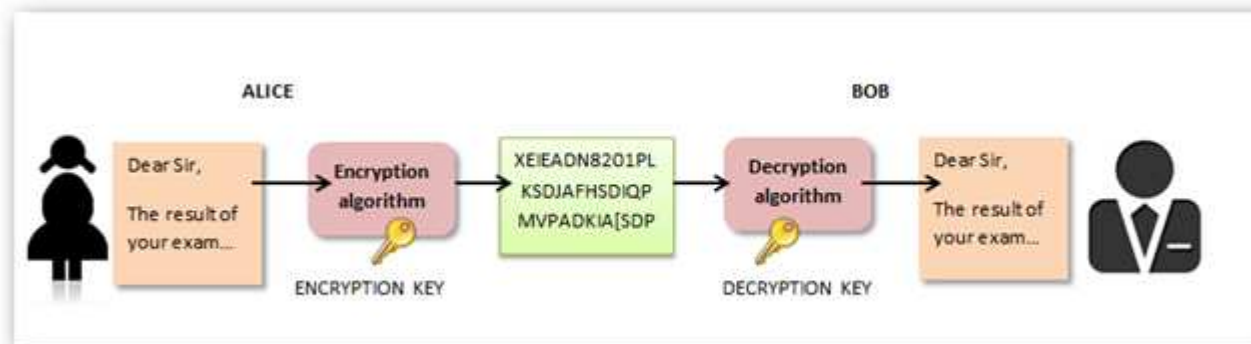 ALICE
BOB
Dear Sir,
The result of
your exam...
Encryption
algorithm
ENCRYPTION KEY
XEIEADN8201PL
KSDJAFHSDIQP
MVPADKIA[SDP
Decryption
algorithm
DECRYPTION KEY
Dear Sir,
The result of
your exam...